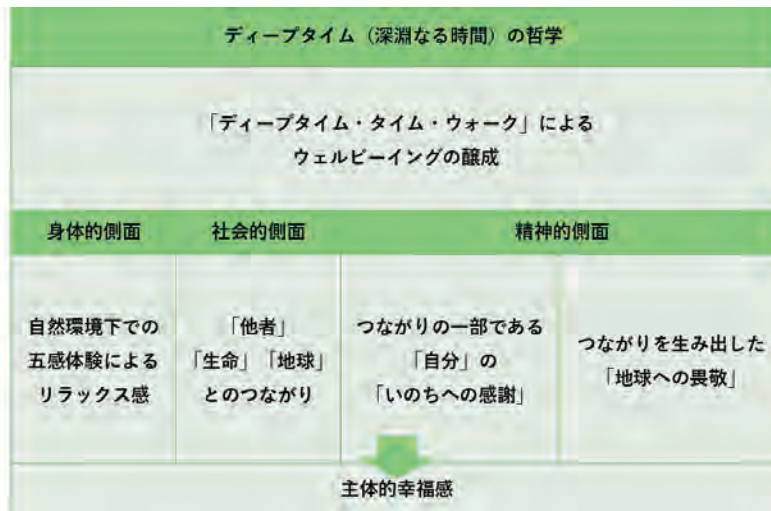 ディープタイム（深淵なる時間）の哲学
「ディープタイム・タイム・ウォーク」による
ウェルビーイングの醸成
身体的側面
社会的側面
精神的側面
自然環境下での
五感体験による
リラックス感
「他者」
「生命」「地球」
とのつながり
つながりの一部である
「自分」の
「いのちへの感謝」
つながりを生み出した
「地球への畏敬」
主体的幸福感